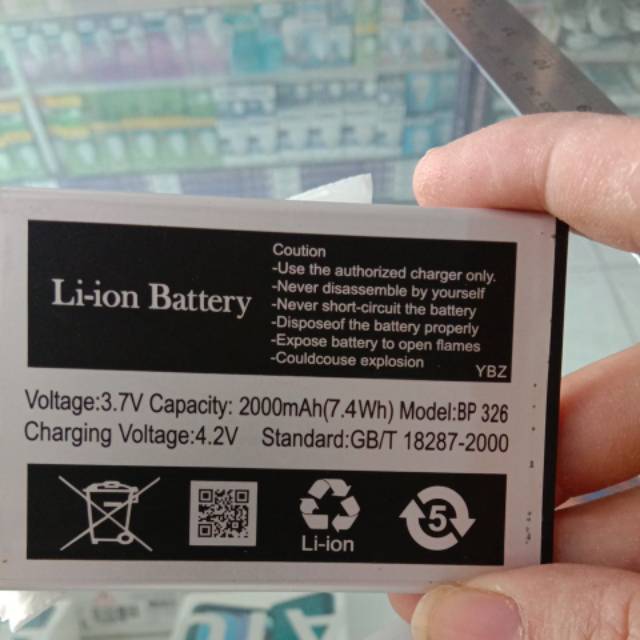 Li-ion Battery
Coution
-Use the authorized charger only.
-Never disassemble by yourself
-Never short-circuit the battery
-Disposeof the battery properly
-Expose battery to open flames
-Couldcouse explosion
YBZ
Voltage:3.7V Capacity: 2000mAh(7.4Wh) Model:BP 326
Charging Voltage:4.2V Standard:GB/T 18287-2000
Li-ion
5